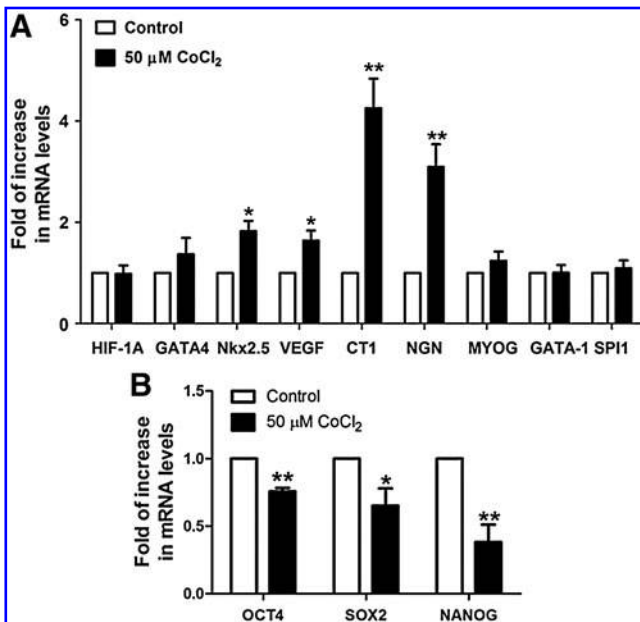 A
Control
50 μM CoCl₂
Fold of increase
in mRNA levels
8
6
4
2
0
** 
**
*
*
HIF-1A GATA4 Nkx2.5 VEGF CT1 NGN MYOG GATA-1 SPI1
B
Control
50 μM CoCl₂
Fold of increase
in mRNA levels
1.5
1.0
0.5
0.0
**
*
**
OCT4 SOX2 NANOG